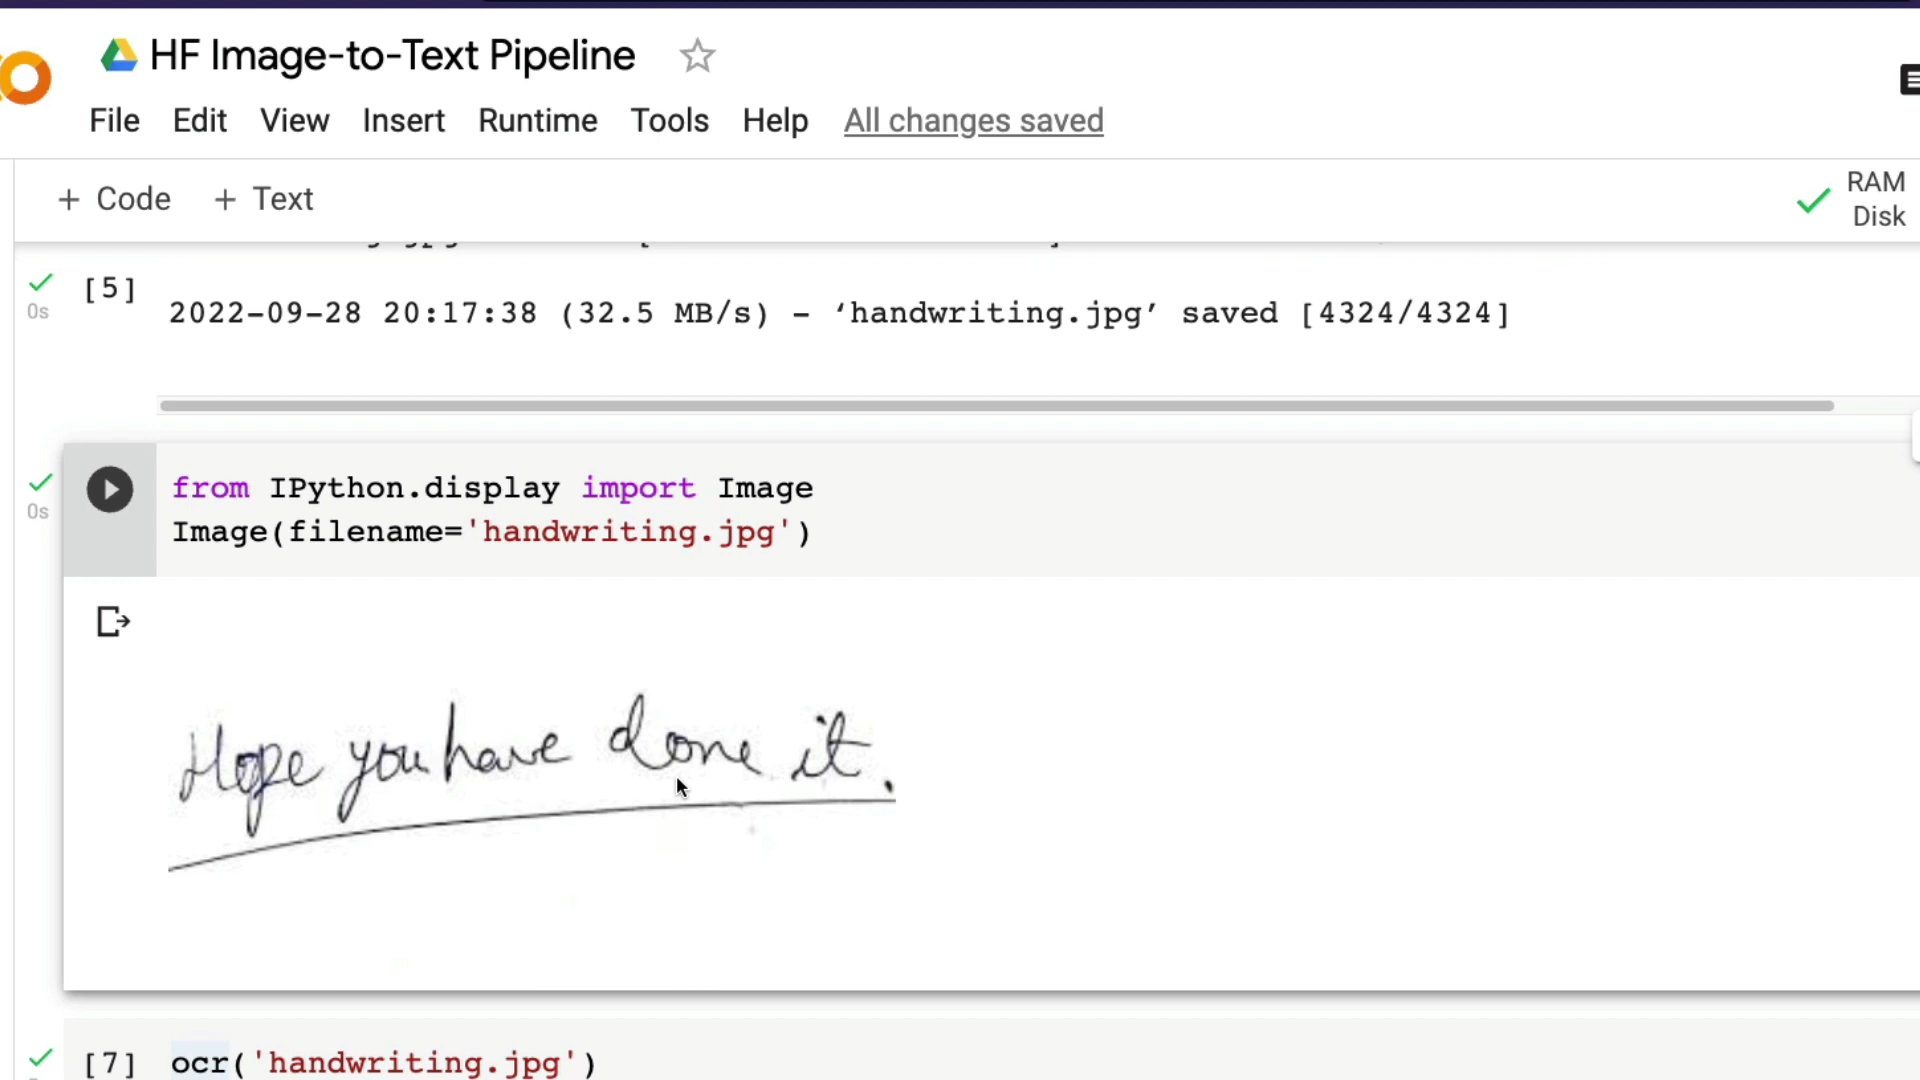 HF Image-to-Text Pipeline
File Edit View Insert Runtime Tools Help All changes saved
+ Code + Text
RAM
Disk
[5]
0s
2022-09-28 20:17:38 (32.5 MB/s) - ‘handwriting.jpg’ saved [4324/4324]
0s
from IPython.display import Image
Image(filename='handwriting.jpg')
Hope you have done it.
[7] ocr('handwriting.jpg')